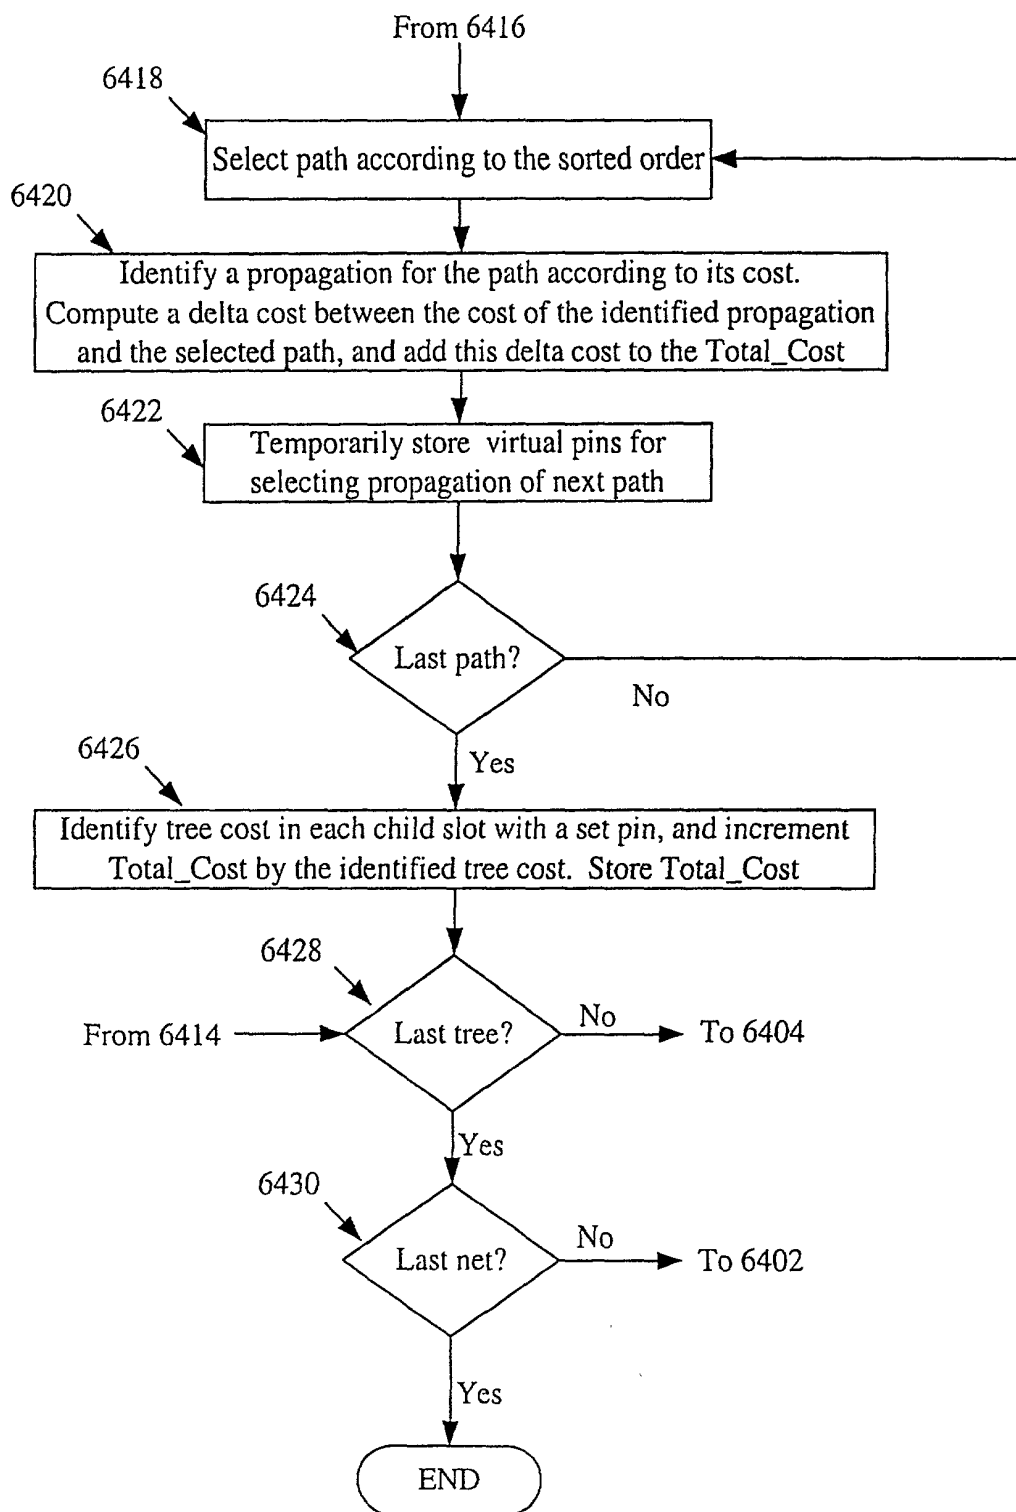 From 6416
6418
Select path according to the sorted order
6420
Identify a propagation for the path according to its cost.
Compute a delta cost between the cost of the identified propagation
and the selected path, and add this delta cost to the Total_Cost
6422
Temporarily store virtual pins for
selecting propagation of next path
6424
Last path?
No
Yes
6426
Identify tree cost in each child slot with a set pin, and increment
Total_Cost by the identified tree cost. Store Total_Cost
6428
From 6414
Last tree?
No
To 6404
Yes
6430
Last net?
No
To 6402
Yes
END